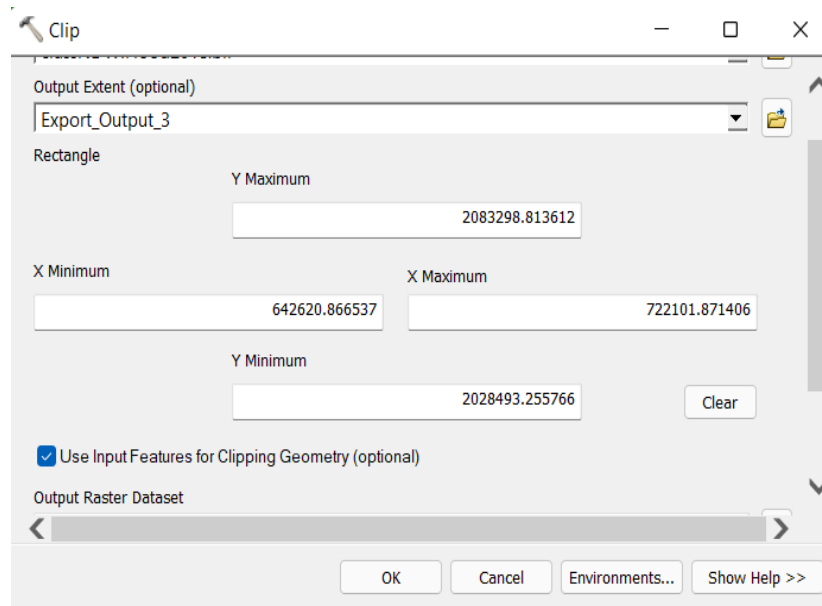 Clip
Output Extent (optional)
Export_Output_3
Rectangle
Y Maximum
2083298.813612
X Minimum
X Maximum
642620.866537
722101.871406
Y Minimum
2028493.255766
Clear
Use Input Features for Clipping Geometry (optional)
Output Raster Dataset
OK
Cancel
Environments...
Show Help >>